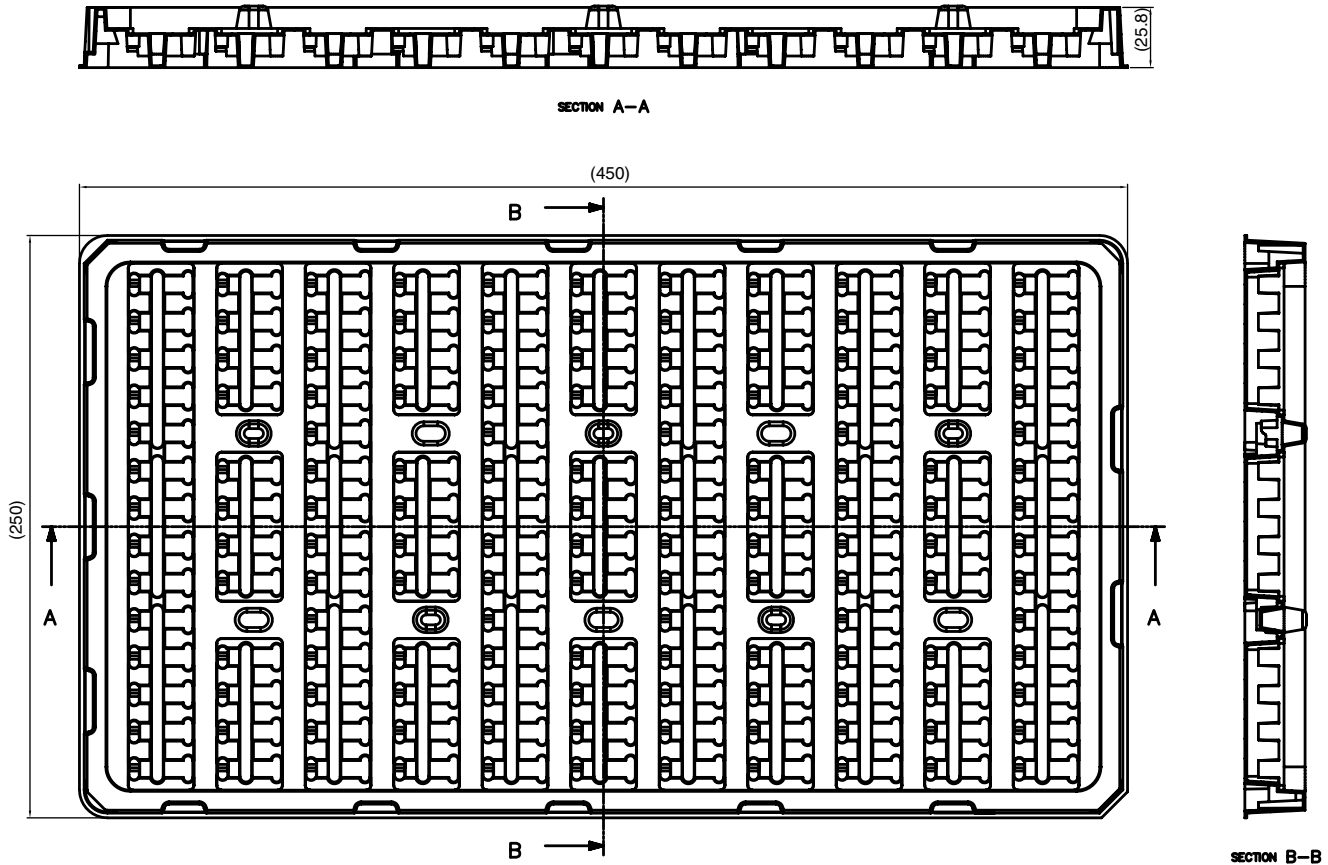 (25.8)
SECTION A-A
(450)
B
(250)
A
A
B
SECTION B-B